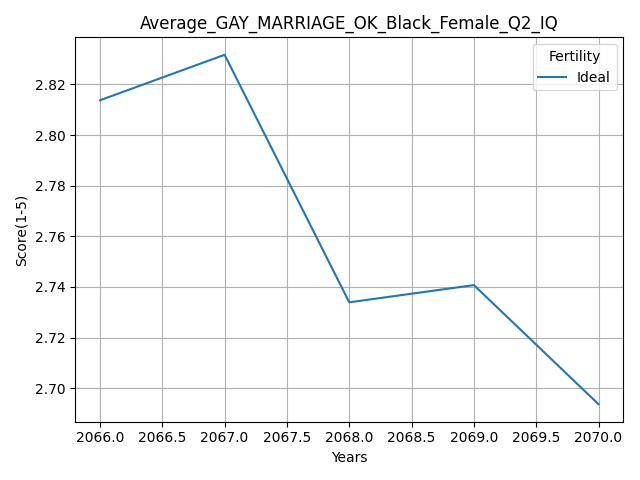 Average_GAY_MARRIAGE_OK_Black_Female_Q2_IQ
Fertility
Ideal
2.82
2.80
2.78
2.76
2.74
2.72
2.70
Score(1-5)
2066.0 2066.5 2067.0 2067.5 2068.0 2068.5 2069.0 2069.5 2070.0
Years